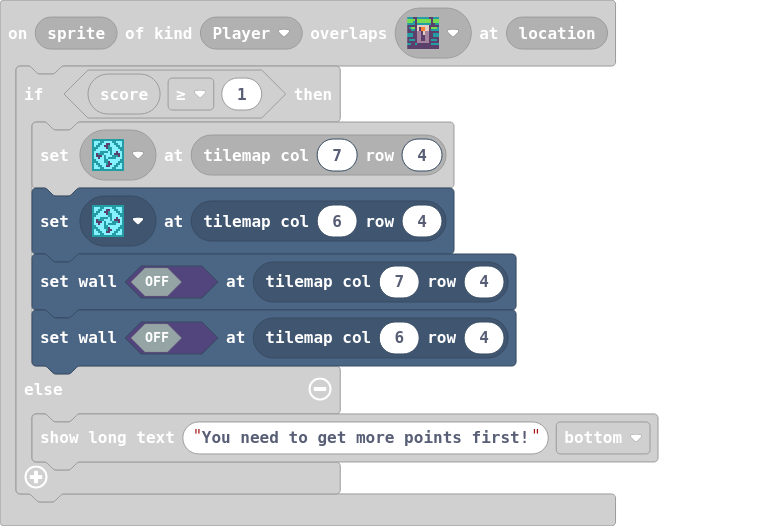 on sprite of kind Player overlaps at location
if score ≥ 1 then
set at tilemap col 7 row 4
set at tilemap col 6 row 4
set wall OFF at tilemap col 7 row 4
set wall OFF at tilemap col 6 row 4
else
show long text "You need to get more points first!" bottom